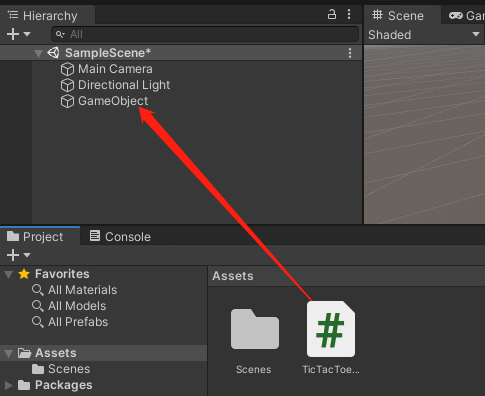 Hierarchy
All
SampleScene*
Main Camera
Directional Light
GameObject
Scene
Gan
Shaded
Project
Console
Favorites
All Materials
All Models
All Prefabs
Assets
Scenes
Packages
Assets
Scenes
TicTacToe...